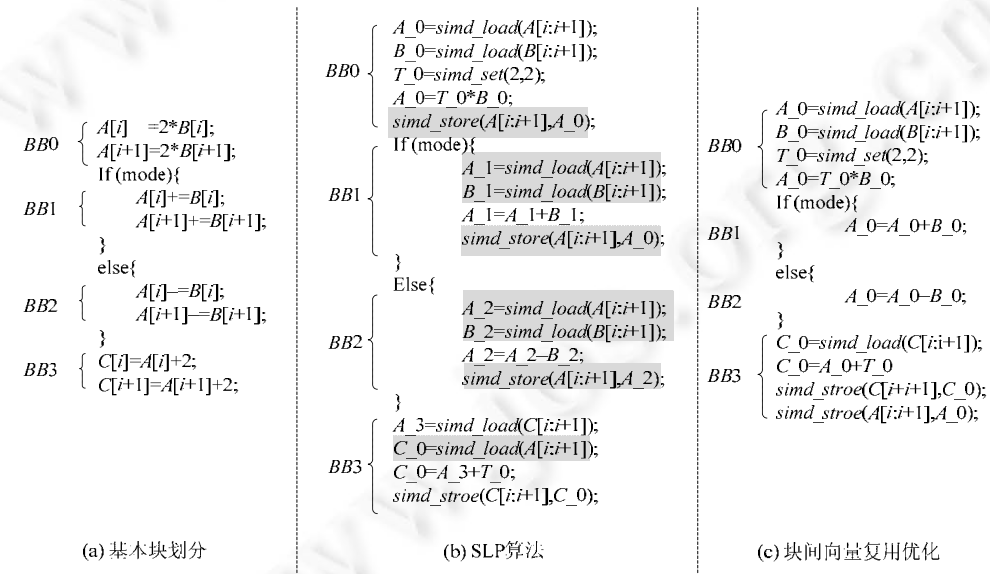 BB0
A[i]   =2*B[i];
A[i+1]=2*B[i+1];
If (mode){
BB1
A[i]+=B[i];
A[i+1]+=B[i+1];
}
else{
BB2
A[i]–=B[i];
A[i+1]–=B[i+1];
}
BB3
C[i]=A[i]+2;
C[i+1]=A[i+1]+2;
(a) 基本块划分
BB0
A_0=simd_load(A[i:i+1]);
B_0=simd_load(B[i:i+1]);
T_0=simd_set(2,2);
A_0=T_0*B_0;
simd_store(A[i:i+1],A_0);
If (mode){
BB1
A_1=simd_load(A[i:i+1]);
B_1=simd_load(B[i:i+1]);
A_1=A_1+B_1;
simd_store(A[i:i+1],A_0);
}
Else{
BB2
A_2=simd_load(A[i:i+1]);
B_2=simd_load(B[i:i+1]);
A_2=A_2–B_2;
simd_store(A[i:i+1],A_2);
}
BB3
A_3=simd_load(C[i:i+1]);
C_0=simd_load(A[i:i+1]);
C_0=A_3+T_0;
simd_stroe(C[i:i+1],C_0);
(b) SLP算法
BB0
A_0=simd_load(A[i:i+1]);
B_0=simd_load(B[i:i+1]);
T_0=simd_set(2,2);
A_0=T_0*B_0;
If (mode){
BB1
A_0=A_0+B_0;
}
else{
BB2
A_0=A_0–B_0;
}
BB3
C_0=simd_load(C[i:i+1]);
C_0=A_0+T_0
simd_stroe(C[i+i+1],C_0);
simd_stroe(A[i:i+1],A_0);
(c) 块间向量复用优化